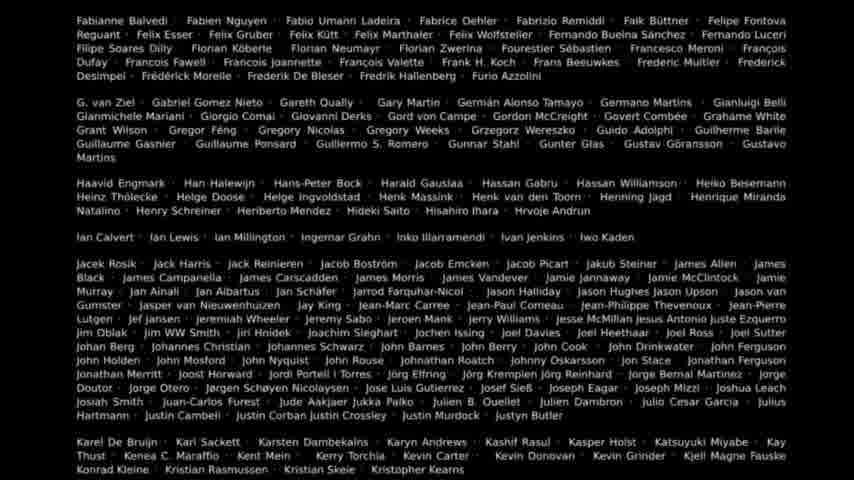 Fabianne Balvedi · Fabien Nguyen · Fabio Umann Ladeira · Fabrice Oehler · Fabrizio Remiddi · Faik Büttner · Felipe Fontova
Reguant · Felix Esser · Felix Gruber · Felix Kütt · Felix Marthaler · Felix Wolfsteller · Fernando Bueina Sánchez · Fernando Luceri
Filipe Soares Dilly · Florian Köberle · Florian Neumayr · Florian Zwerina · Fourestier Sébastien · Francesco Meroni · François
Dufay · Francois Fawell · Francois Joannette · François Valette · Frank H. Koch · Frans Beeuwkes · Frederic Muitler · Frederick
Desimpel · Frédérick Morelle · Frederik De Bleser · Fredrik Hallenberg · Furio Azzolini
G. van Ziel · Gabriel Gomez Nieto · Gareth Qually · Gary Martin · Germán Alonso Tamayo · Germano Martins · Gianluigi Belli
Gianmichele Mariani · Giorgio Comai · Giovanni Derks · Gord von Campe · Gordon McCreight · Govert Combée · Grahame White
Grant Wilson · Gregor Féng · Gregory Nicolas · Gregory Weeks · Grzegorz Wereszko · Guido Adolphi · Guilherme Barile
Guillaume Gasnier · Guillaume Ponsard · Guillermo S. Romero · Gunnar Stahl · Gunter Glas · Gustav Göransson · Gustavo
Martins
Haavid Engmark · Han Halewijn · Hans-Peter Bock · Harald Gauslaa · Hassan Gabru · Hassan Williamson · Heiko Besemann
Heinz Thölecke · Helge Doose · Helge Ingvoldstad · Henk Massink · Henk van den Toorn · Henning Jagd · Henrique Miranda
Natalino · Henry Schreiner · Heriberto Mendez · Hideki Saito · Hisahiro Ihara · Hrvoje Andrun
Ian Calvert · Ian Lewis · Ian Millington · Ingemar Grahn · Inko Illarramendi · Ivan Jenkins · Iwo Kaden
Jacek Rosik · Jack Harris · Jack Reinieren · Jacob Boström · Jacob Emcken · Jacob Picart · Jakub Steiner · James Allen · James
Black · James Campanella · James Carscadden · James Morris · James Vandever · Jamie Jannaway · Jamie McClintock · Jamie
Murray · Jan Ainali · Jan Albartus · Jan Schäfer · Jarrod Farquhar-Nicol · Jason Halliday · Jason Hughes Jason Upson · Jason van
Gumster · Jasper van Nieuwenhuizen · Jay King · Jean-Marc Carree · Jean-Paul Comeau · Jean-Philippe Thevenoux · Jean-Pierre
Lutgen · Jef Jansen · Jeremiah Wheeler · Jeremy Sabo · Jeroen Mank · Jerry Williams · Jesse McMillan Jesus Antonio Juste Ezquerro
Jim Oblak · Jim WW Smith · Jiri Hnidek · Joachim Sieghart · Jochen Issing · Joel Davies · Joel Heethaar · Joel Ross · Joel Sutter
Johan Berg · Johannes Christian · Johannes Schwarz · John Barnes · John Berry · John Cook · John Drinkwater · John Ferguson
John Holden · John Mosford · John Nyquist · John Rouse · Johnathan Roatch · Johnny Oskarsson · Jon Stace · Jonathan Ferguson
Jonathan Merritt · Joost Horward · Jordi Portell i Torres · Jörg Elfring · Jörg Kremplen Jörg Reinhard · Jorge Bernal Martinez · Jorge
Doutor · Jorge Otero · Jørgen Schøyen Nicolaysen · Jose Luis Gutierrez · Josef Sieß · Joseph Eagar · Joseph Mizzi · Joshua Leach
Josiah Smith · Juan-Carlos Furest · Jude Aakjaer Jukka Palko · Julien B. Ouellet · Julien Dambron · Julio Cesar Garcia · Julius
Hartmann · Justin Cambell · Justin Corban Justin Crossley · Justin Murdock · Justyn Butler
Karel De Bruijn · Karl Sackett · Karsten Dambekalns · Karyn Andrews · Kashif Rasul · Kasper Holst · Katsuyuki Miyabe · Kay
Thust · Kenea C. Maraffio · Kent Mein · Kerry Torchia · Kevin Carter · Kevin Donovan · Kevin Grinder · Kjell Magne Fauske
Konrad Kleine · Kristian Rasmussen · Kristian Skeie · Kristopher Kearns